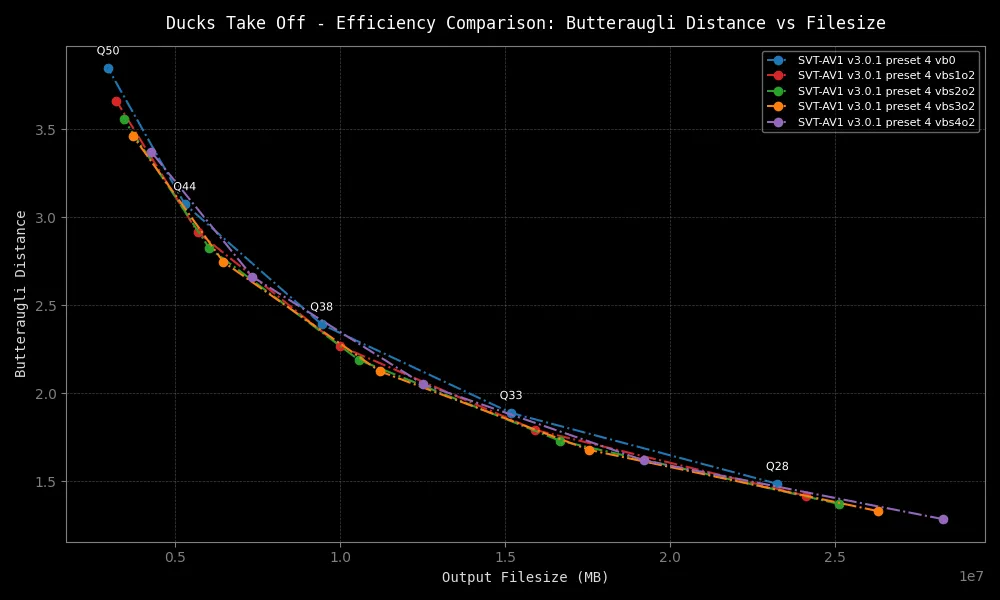 Ducks Take Off - Efficiency Comparison: Butteraugli Distance vs Filesize
Q50
SVT-AV1 v3.0.1 preset 4 vb0
SVT-AV1 v3.0.1 preset 4 vbs1o2
SVT-AV1 v3.0.1 preset 4 vbs2o2
SVT-AV1 v3.0.1 preset 4 vbs3o2
SVT-AV1 v3.0.1 preset 4 vbs4o2
3.5
Q44
3.0
2.5
Q38
2.0
Q33
1.5
Q28
Butteraugli Distance
0.5 1.0 1.5 2.0 2.5
1e7
Output Filesize (MB)